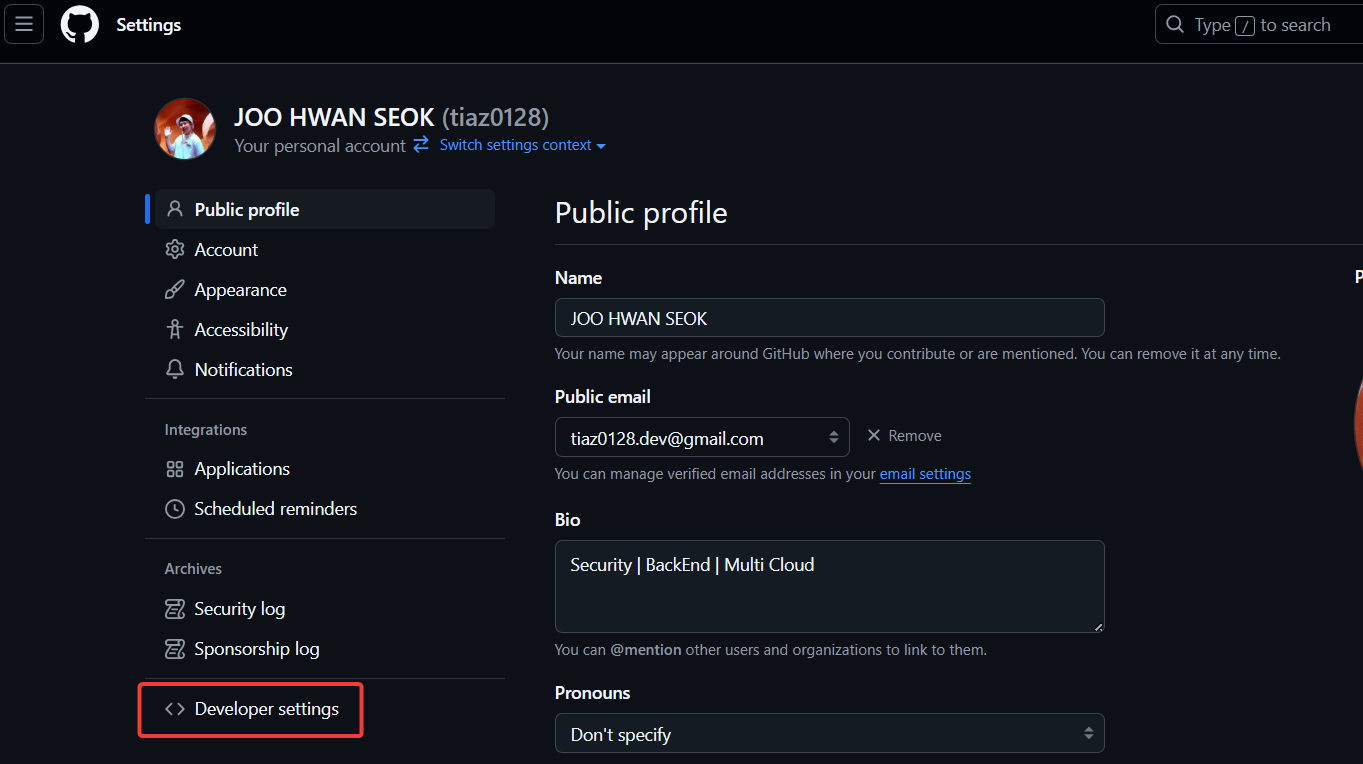 Settings
Type / to search
JOO HWAN SEOK (tiaz0128)
Your personal account Switch settings context
Public profile
Account
Appearance
Accessibility
Notifications
Integrations
Applications
Scheduled reminders
Archives
Security log
Sponsorship log
Developer settings
Public profile
Name
JOO HWAN SEOK
Your name may appear around GitHub where you contribute or are mentioned. You can remove it at any time.
Public email
tiaz0128.dev@gmail.com
Remove
You can manage verified email addresses in your email settings
Bio
Security | BackEnd | Multi Cloud
You can @mention other users and organizations to link to them.
Pronouns
Don't specify
P